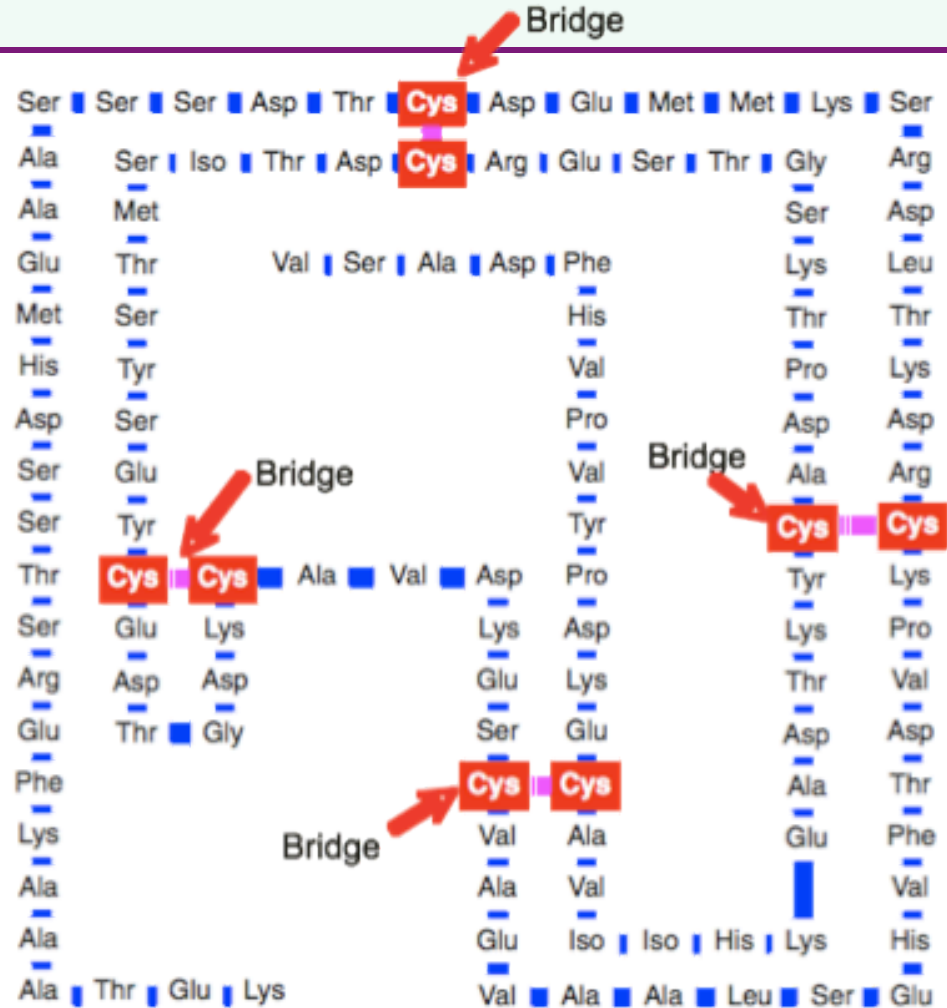 Bridge
Ser Ser Ser Asp Thr Cys Asp Glu Met Met Lys Ser
Ala Ser Iso Thr Asp Cys Arg Glu Ser Thr Gly Arg
Ala Met Ser Asp
Glu Thr Val Ser Ala Asp Phe Lys Leu
Met Ser His Thr Thr
His Tyr Val Pro Lys
Asp Ser Pro Asp Asp
Bridge
Ser Glu Bridge Val Ala Arg
Ser Tyr Tyr Cys Cys
Thr Cys Cys Ala Val Asp Pro Tyr Lys
Ser Glu Lys Lys Asp Lys Pro
Arg Asp Asp Glu Lys Thr Val
Glu Thr Gly Ser Glu Asp Asp
Phe Cys Cys Ala Thr
Lys Bridge Val Ala Glu Phe
Ala Ala Val Val
Ala Glu Iso Iso His Lys His
Ala Thr Glu Lys Val Ala Ala Leu Ser Glu